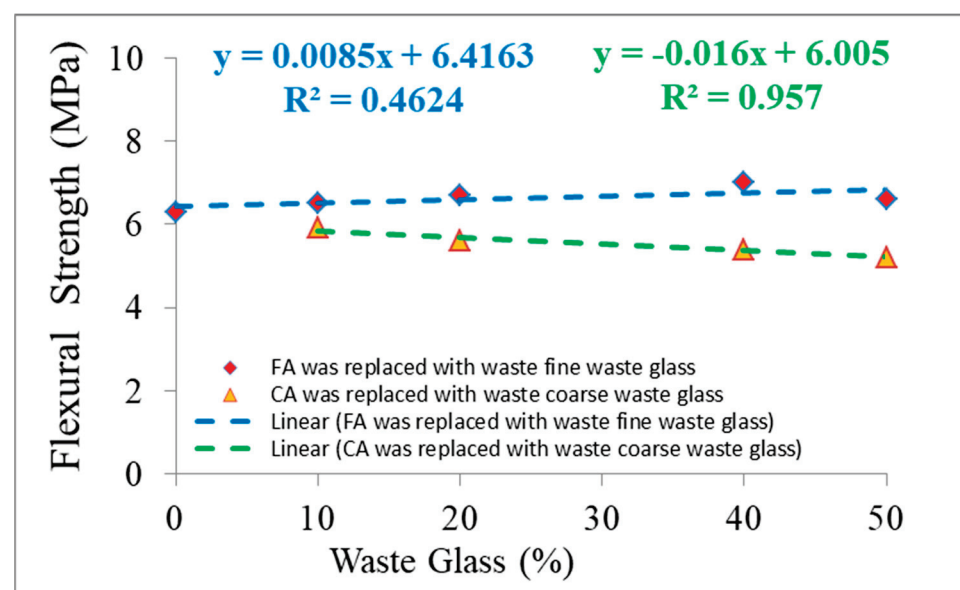 y = 0.0085x + 6.4163
R² = 0.4624
y = -0.016x + 6.005
R² = 0.957
Flexural Strength (MPa)
10
8
6
4
2
0
FA was replaced with waste fine waste glass
CA was replaced with waste coarse waste glass
Linear (FA was replaced with waste fine waste glass)
Linear (CA was replaced with waste coarse waste glass)
0 10 20 30 40 50
Waste Glass (%)